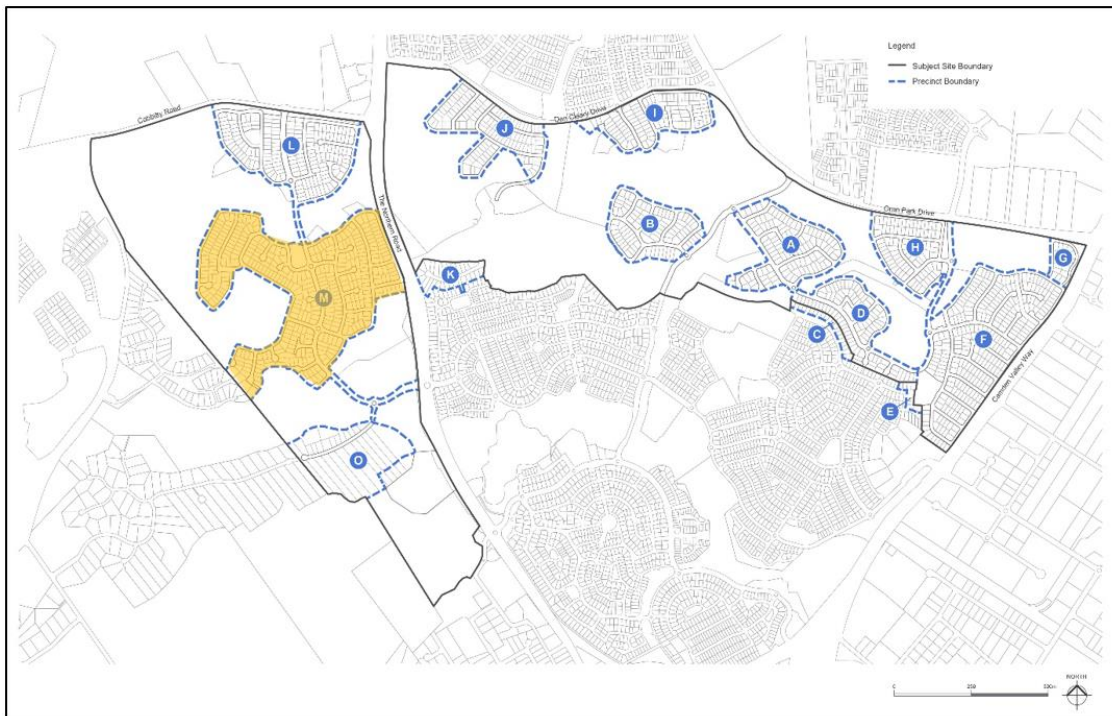 Legend
Subject Site Boundary
Precinct Boundary
Cobbitty Road
Dan Cleary Drive
L
J
I
The Northern Road
Oran Park Drive
B
A
H
G
K
M
D
C
F
E
Camden Valley Way
O
NORTH
0 250 500m